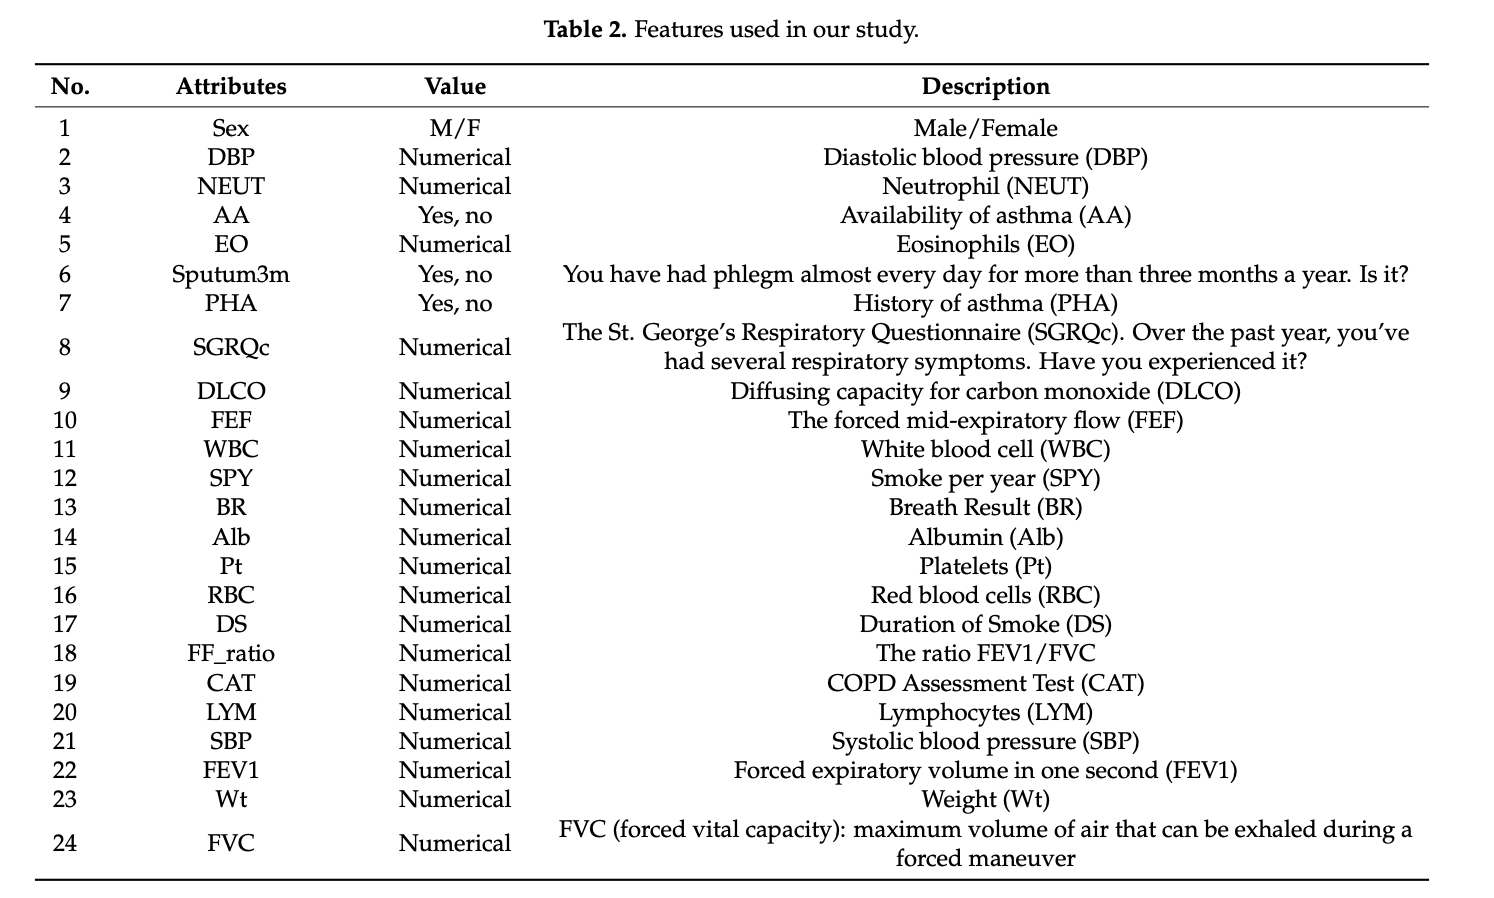 Table 2. Features used in our study.
No. Attributes Value Description
1 Sex M/F Male/Female
2 DBP Numerical Diastolic blood pressure (DBP)
3 NEUT Numerical Neutrophil (NEUT)
4 AA Yes, no Availability of asthma (AA)
5 EO Numerical Eosinophils (EO)
6 Sputum3m Yes, no You have had phlegm almost every day for more than three months a year. Is it?
7 PHA Yes, no History of asthma (PHA)
8 SGRQc Numerical The St. George’s Respiratory Questionnaire (SGRQc). Over the past year, you’ve
had several respiratory symptoms. Have you experienced it?
9 DLCO Numerical Diffusing capacity for carbon monoxide (DLCO)
10 FEF Numerical The forced mid-expiratory flow (FEF)
11 WBC Numerical White blood cell (WBC)
12 SPY Numerical Smoke per year (SPY)
13 BR Numerical Breath Result (BR)
14 Alb Numerical Albumin (Alb)
15 Pt Numerical Platelets (Pt)
16 RBC Numerical Red blood cells (RBC)
17 DS Numerical Duration of Smoke (DS)
18 FF_ratio Numerical The ratio FEV1/FVC
19 CAT Numerical COPD Assessment Test (CAT)
20 LYM Numerical Lymphocytes (LYM)
21 SBP Numerical Systolic blood pressure (SBP)
22 FEV1 Numerical Forced expiratory volume in one second (FEV1)
23 Wt Numerical Weight (Wt)
24 FVC Numerical FVC (forced vital capacity): maximum volume of air that can be exhaled during a
forced maneuver